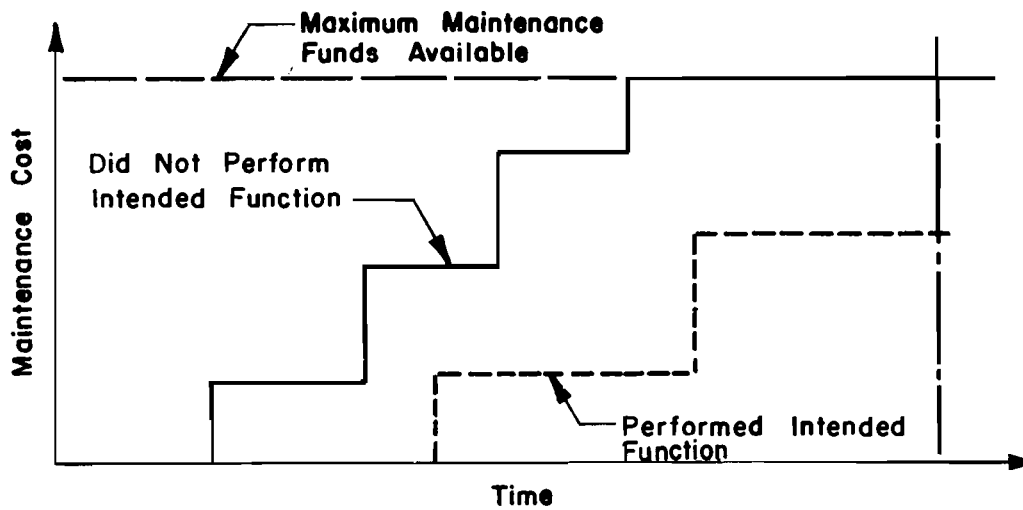 Maximum Maintenance
Funds Available
Did Not Perform
Intended Function
Maintenance Cost
Performed Intended
Function
Time